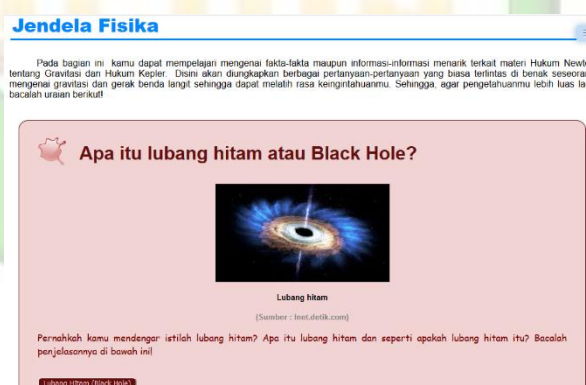 Jendela Fisika
Pada bagian ini kamu dapat mempelajari mengenai fakta-fakta maupun informasi-informasi menarik terkait materi Hukum Newt
tentang Gravitasi dan Hukum Kepler. Disini akan diungkapkan berbagai pertanyaan-pertanyaan yang biasa terlintas di benak seseoran
mengenai gravitasi dan gerak benda langit sehingga dapat melatih rasa keingintahuanmu. Sehingga, agar pengetahuanmu lebih luas la
bacalah uraian berikut!
Apa itu lubang hitam atau Black Hole?
Lubang hitam
(Sumber : inet.detik.com)
Pernahkah kamu mendengar istilah lubang hitam? Apa itu lubang hitam dan seperti apakah lubang hitam itu? Bacalah
penjelasannya di bawah ini!
Lubang Hitam (Black Hole)